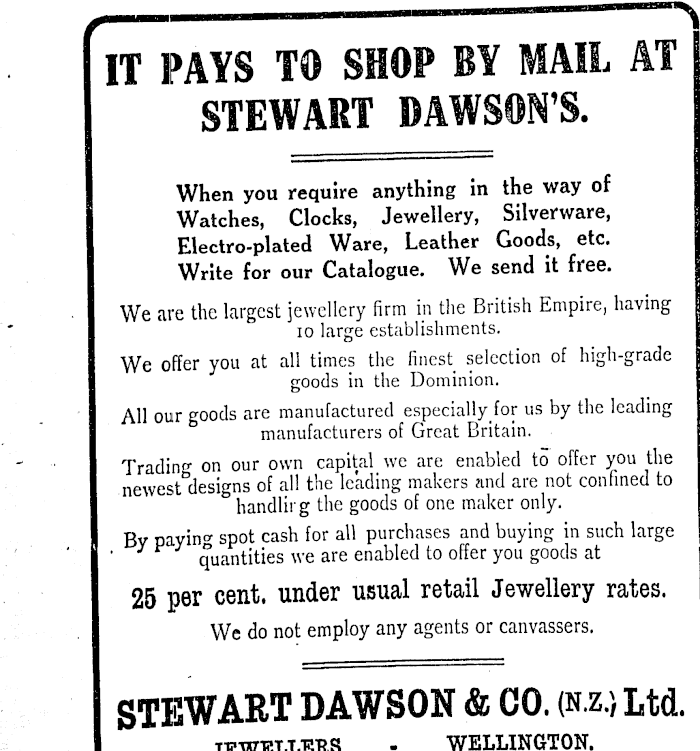 IT PAYS TO SHOP BY MAIL AT
STEWART DAWSON'S.
When you require anything in the way of
Watches, Clocks, Jewellery, Silverware,
Electro-plated Ware, Leather Goods, etc.
Write for our Catalogue. We send it free.
We are the largest jewellery firm in the British Empire, having
10 large establishments.
We offer you at all times the finest selection of high-grade
goods in the Dominion.
All our goods are manufactured especially for us by the leading
manufacturers of Great Britain.
Trading on our own capital we are enabled to offer you the
newest designs of all the leading makers and are not confined to
handling the goods of one maker only.
By paying spot cash for all purchases and buying in such large
quantities we are enabled to offer you goods at
25 per cent. under usual retail Jewellery rates.
We do not employ any agents or canvassers.
STEWART DAWSON & CO. (N.Z.) Ltd.
JEWELLERS - WELLINGTON.